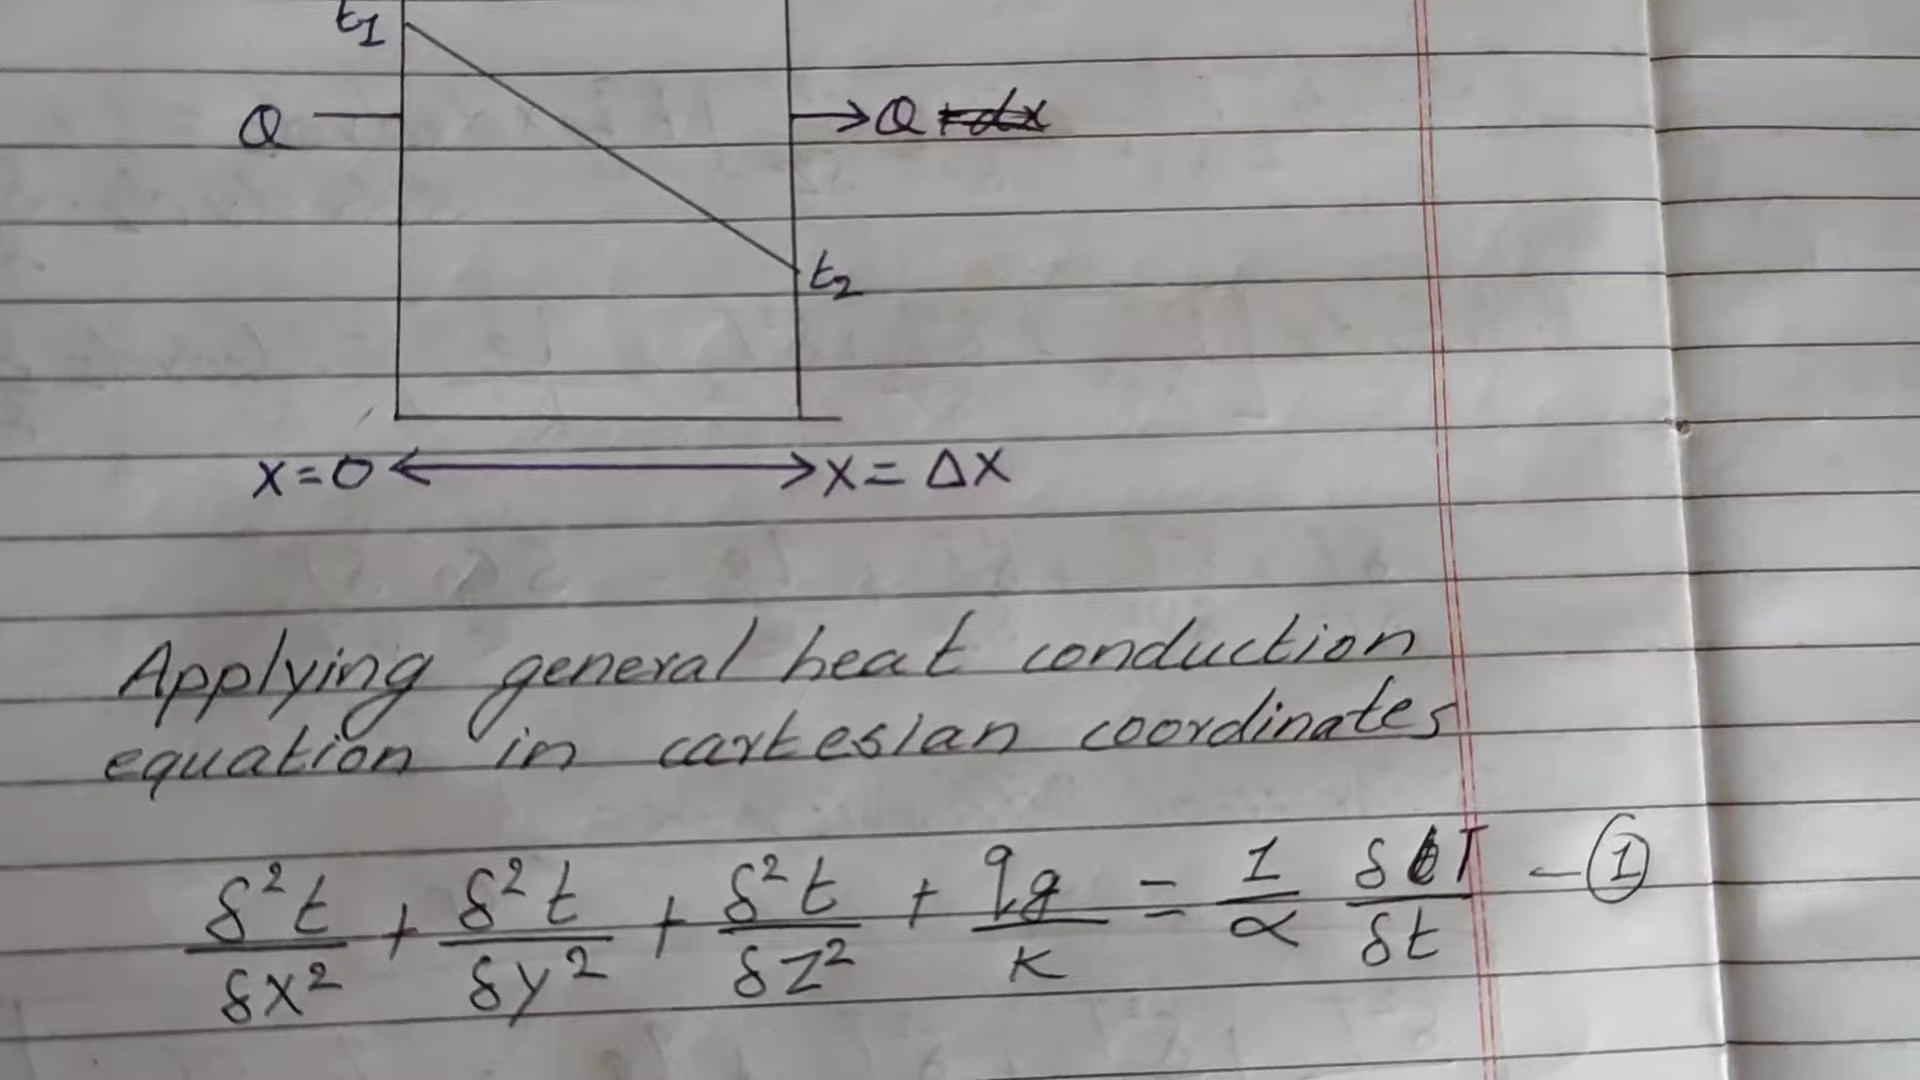 t1
Q
Q
t2
x=0
x= Δx
Applying general heat conduction
equation in cartesian coordinates
δ²t/δx² + δ²t/δy² + δ²t/δz² + qg/k = 1/α δT/δt - ①